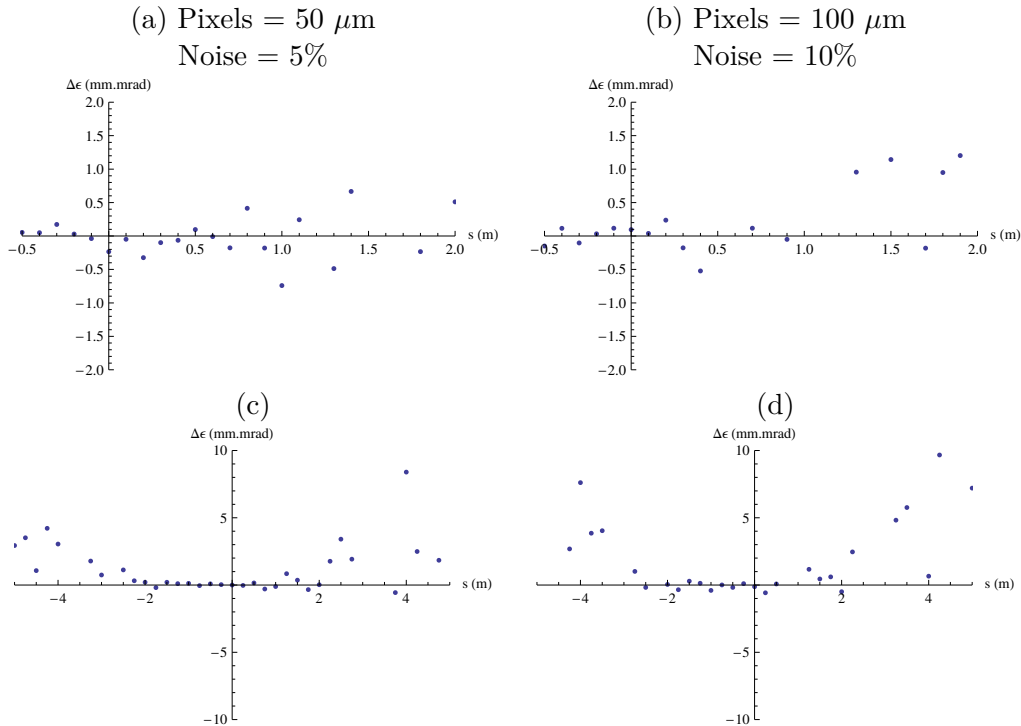 (a) Pixels = 50 μm
Noise = 5%
(b) Pixels = 100 μm
Noise = 10%
Δϵ (mm.mrad)
2.0
1.5
1.0
0.5
−0.5
−1.0
−1.5
−2.0
−0.5 0.5 1.0 1.5 2.0 s (m)
Δϵ (mm.mrad)
2.0
1.5
1.0
0.5
−0.5
−1.0
−1.5
−2.0
−0.5 0.5 1.0 1.5 2.0 s (m)
(c)
Δϵ (mm.mrad)
10
5
−5
−10
−4 −2 2 4 s (m)
(d)
Δϵ (mm.mrad)
10
5
−5
−10
−4 −2 2 4 s (m)